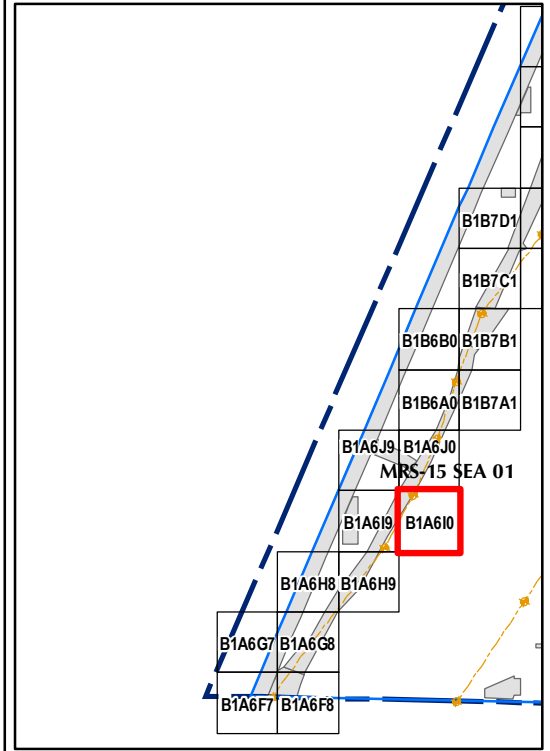 B1B7D1
B1B7C1
B1B6B0 B1B7B1
B1B6A0 B1B7A1
B1A6J9 B1A6J0
MRS-15 SEA 01
B1A6I9 B1A6I0
B1A6H8 B1A6H9
B1A6G7 B1A6G8
B1A6F7 B1A6F8